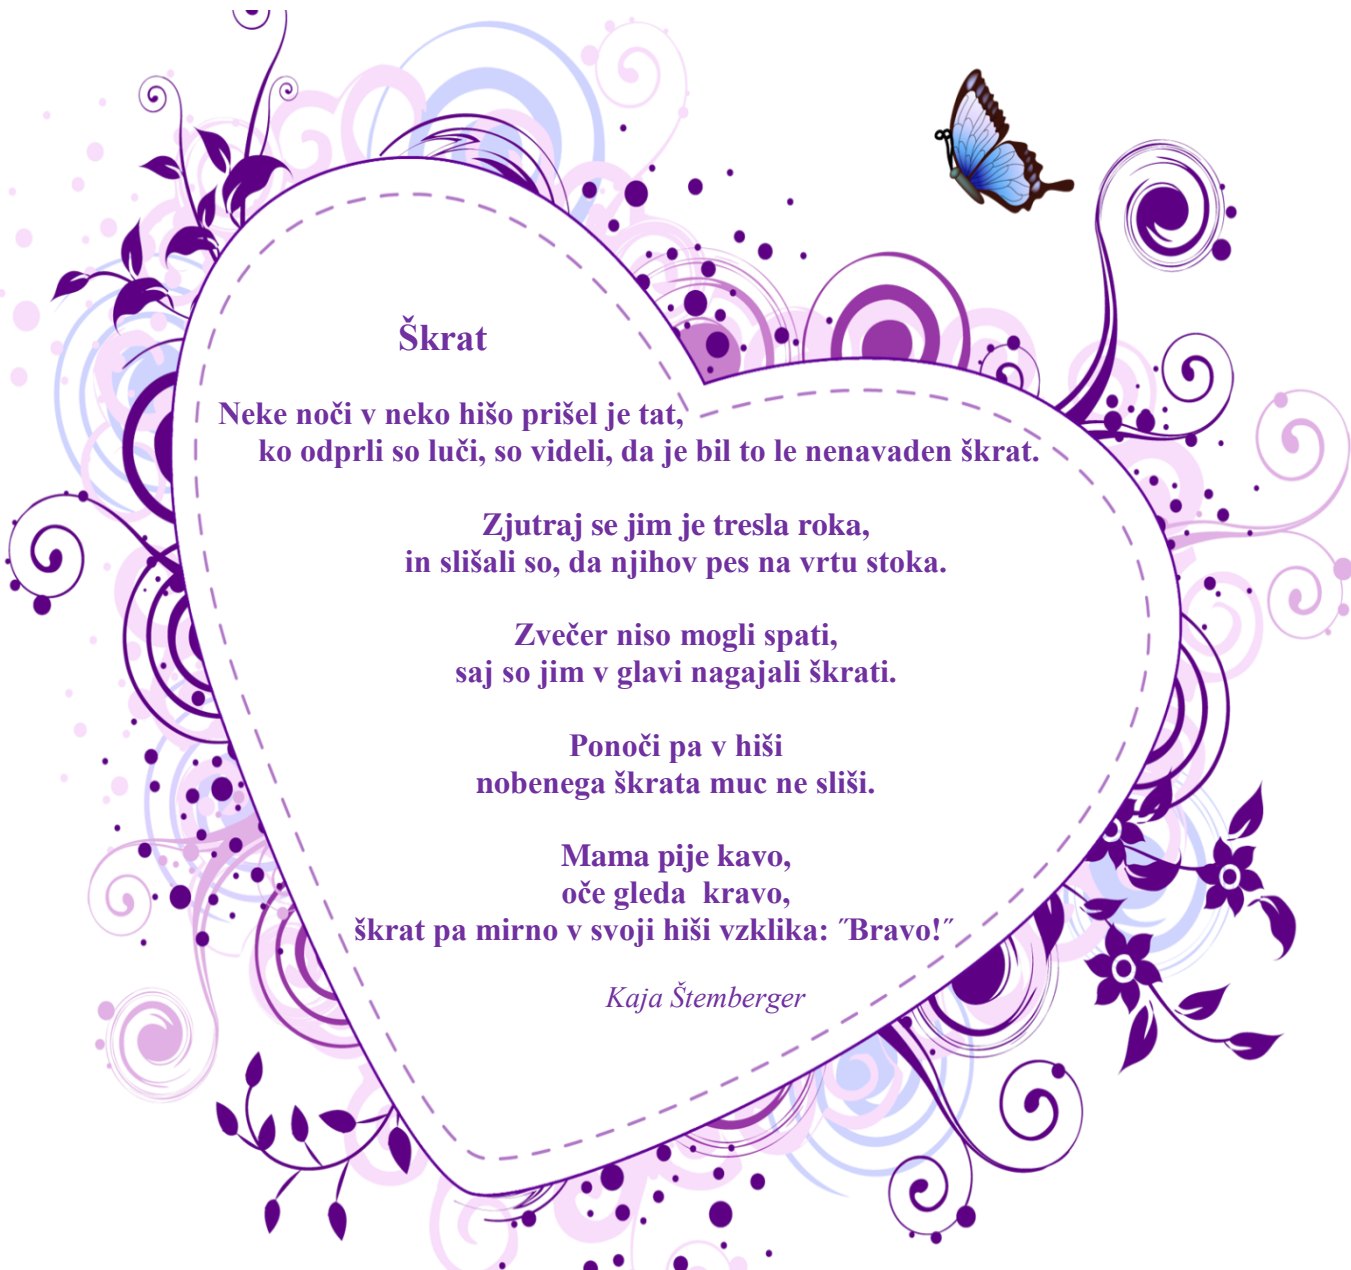 Škrat
Neke noči v neko hišo prišel je tat,
ko odprli so luči, so videli, da je bil to le nenavaden škrat.
Zjutraj se jim je tresla roka,
in slišali so, da njihov pes na vrtu stoka.
Zvečer niso mogli spati,
saj so jim v glavi nagajali škrati.
Ponoči pa v hiši
nobenega škrata muc ne sliši.
Mama pije kavo,
oče gleda  kravo,
škrat pa mirno v svoji hiši vzklika: ˝Bravo!˝
Kaja Štemberger